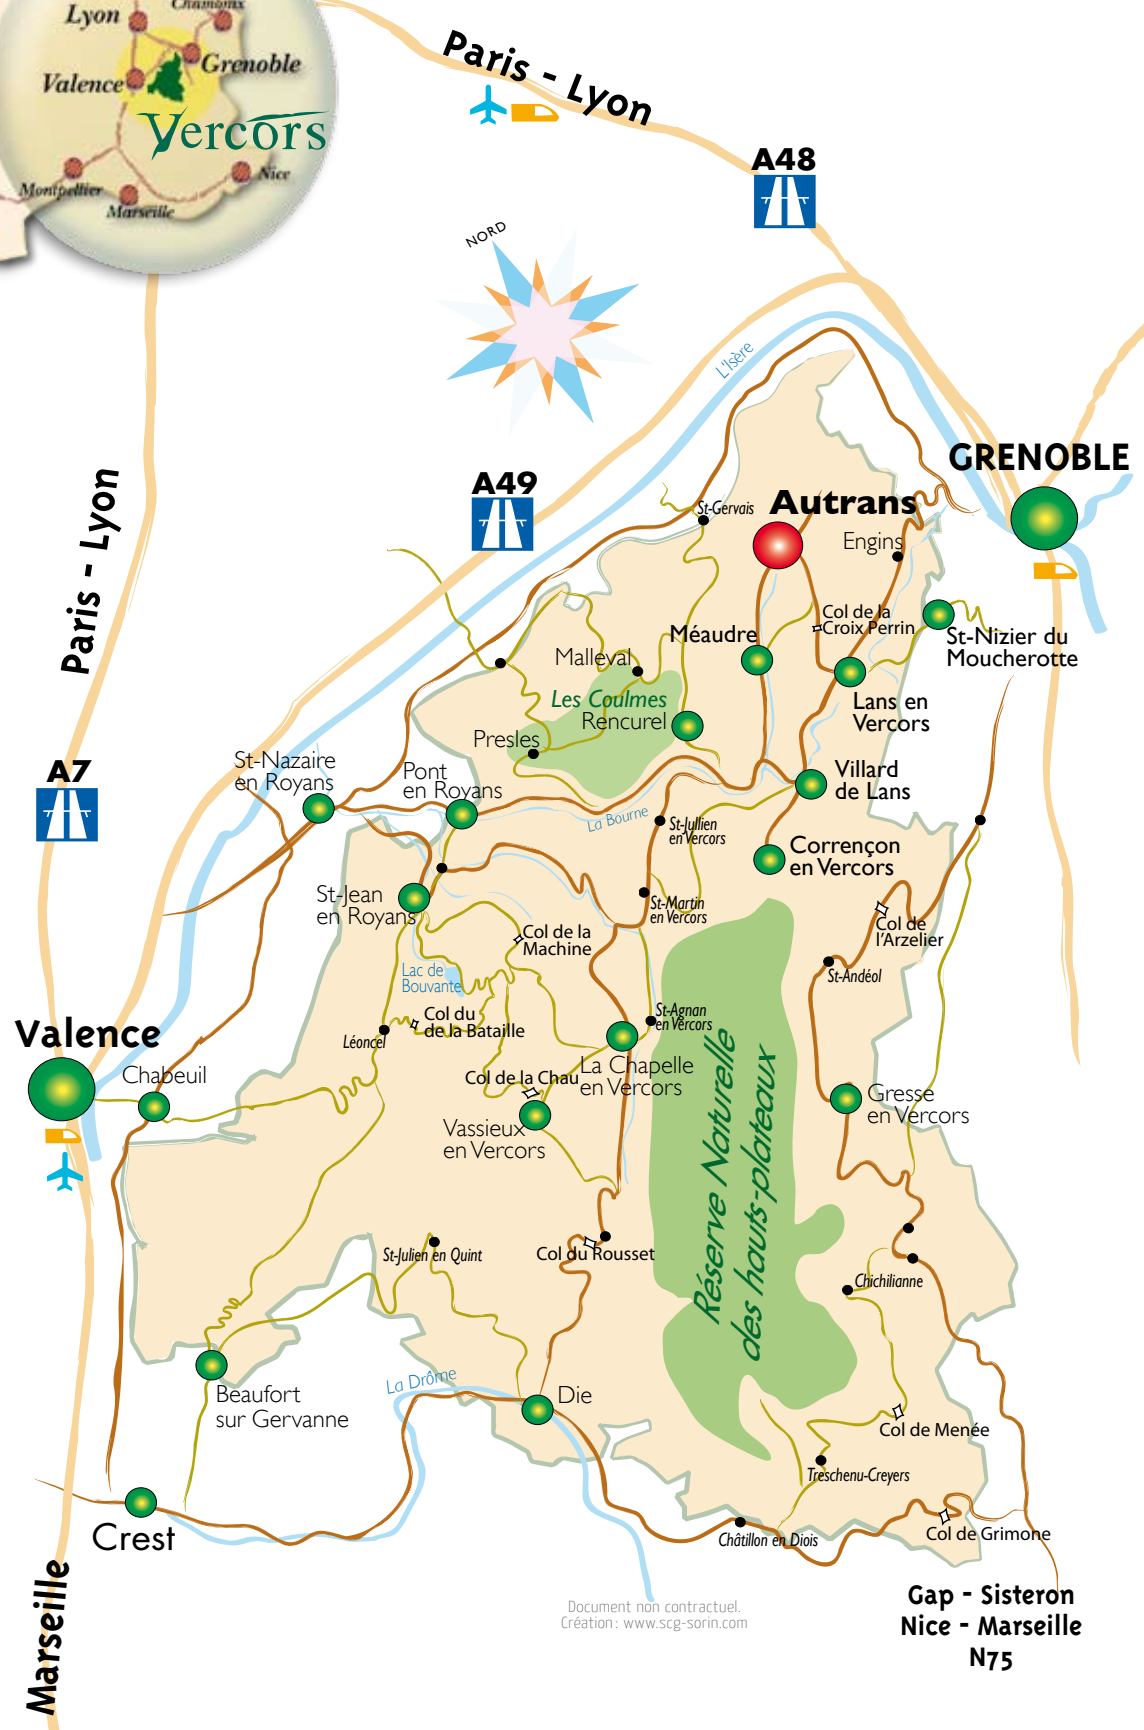 Chamonix
Lyon
Grenoble
Valence
Vercors
Montpellier
Nice
Marseille
Paris - Lyon
A48
NORD
L'Isère
GRENOBLE
A49
Paris - Lyon
St-Gervais
Autrans
Engins
Col de la
Croix Perrin
Méaudre
St-Nizier du
Moucherotte
Malleval
Les Coulmes
Rencurel
Lans en
Vercors
Presles
A7
St-Nazaire
en Royans
Pont
en Royans
Villard
de Lans
La Bourne
St-Jullien
en Vercors
Corrençon
en Vercors
St-Jean
en Royans
St-Martin
en Vercors
Col de la
Machine
Col de
l'Arzelier
Lac de
Bouvante
St-Andéol
Col du
de la Bataille
St-Agnan
en Vercors
Léoncel
Valence
Chabeuil
Col de la Chau
La Chapelle
en Vercors
Gresse
en Vercors
Vassieux
en Vercors
Réserve Naturelle
des hauts-plateaux
St-Julien en Quint
Col du Rousset
Chichilianne
La Drôme
Die
Beaufort
sur Gervanne
Col de Menée
Treschenu-Creyers
Crest
Châtillon en Diois
Col de Grimone
Marseille
Document non contractuel.
Création : www.scg-sorin.com
Gap - Sisteron
Nice - Marseille
N75